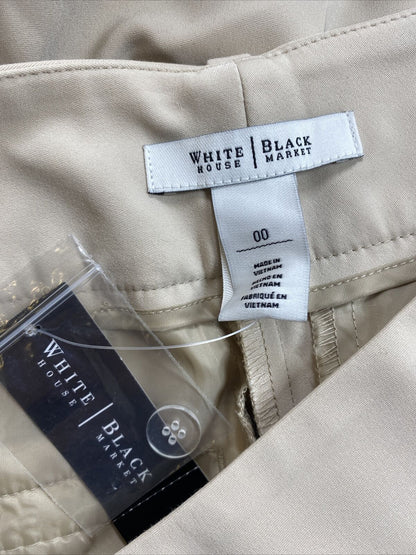 WHITE | BLACK
HOUSE | MARKET
00
MADE IN
VIETNAM
HECHO EN
VIETNAM
FABRIQUÉ EN
VIETNAM
WHITE | BLACK
HOUSE | MARKET